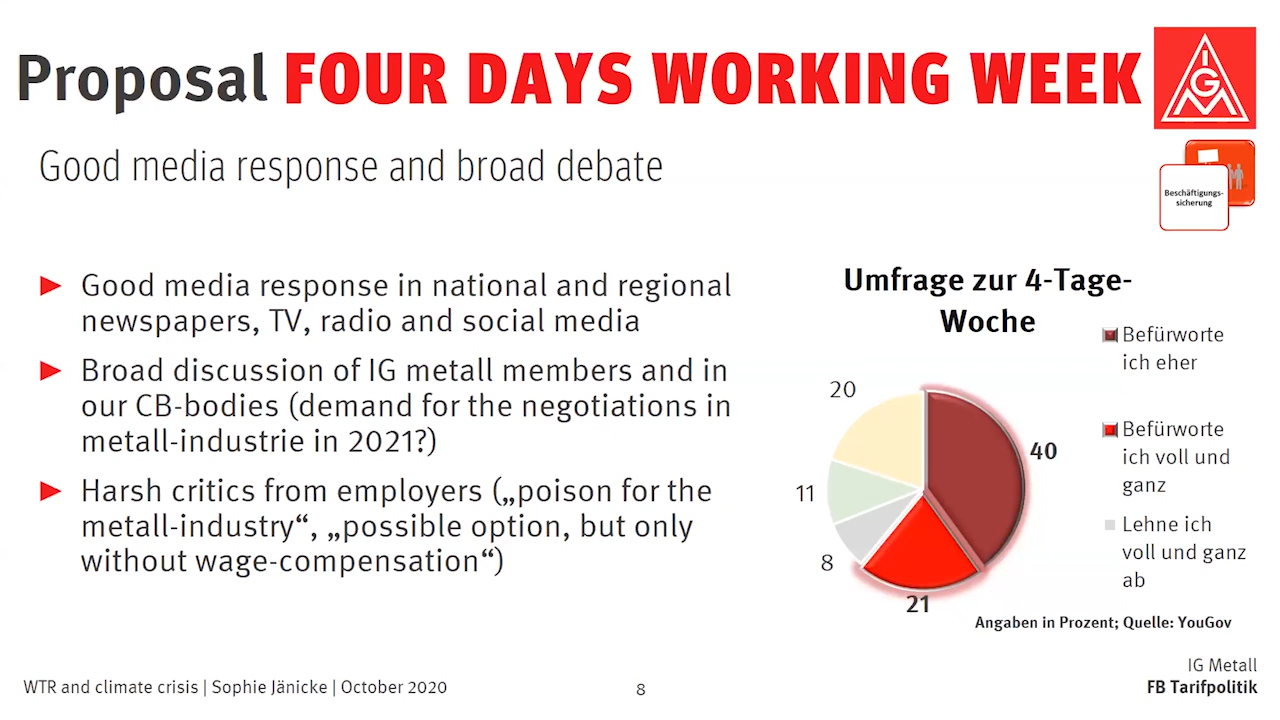 Proposal FOUR DAYS WORKING WEEK
IGM
Good media response and broad debate
Beschäftigungs-
sicherung
Good media response in national and regional
newspapers, TV, radio and social media
Broad discussion of IG metall members and in
our CB-bodies (demand for the negotiations in
metall-industrie in 2021?)
Harsh critics from employers („poison for the
metall-industry“, „possible option, but only
without wage-compensation“)
Umfrage zur 4-Tage-
Woche
20
40
11
8
21
Befürworte
ich eher
Befürworte
ich voll und
ganz
Lehne ich
voll und ganz
ab
Angaben in Prozent; Quelle: YouGov
WTR and climate crisis | Sophie Jänicke | October 2020
8
IG Metall
FB Tarifpolitik